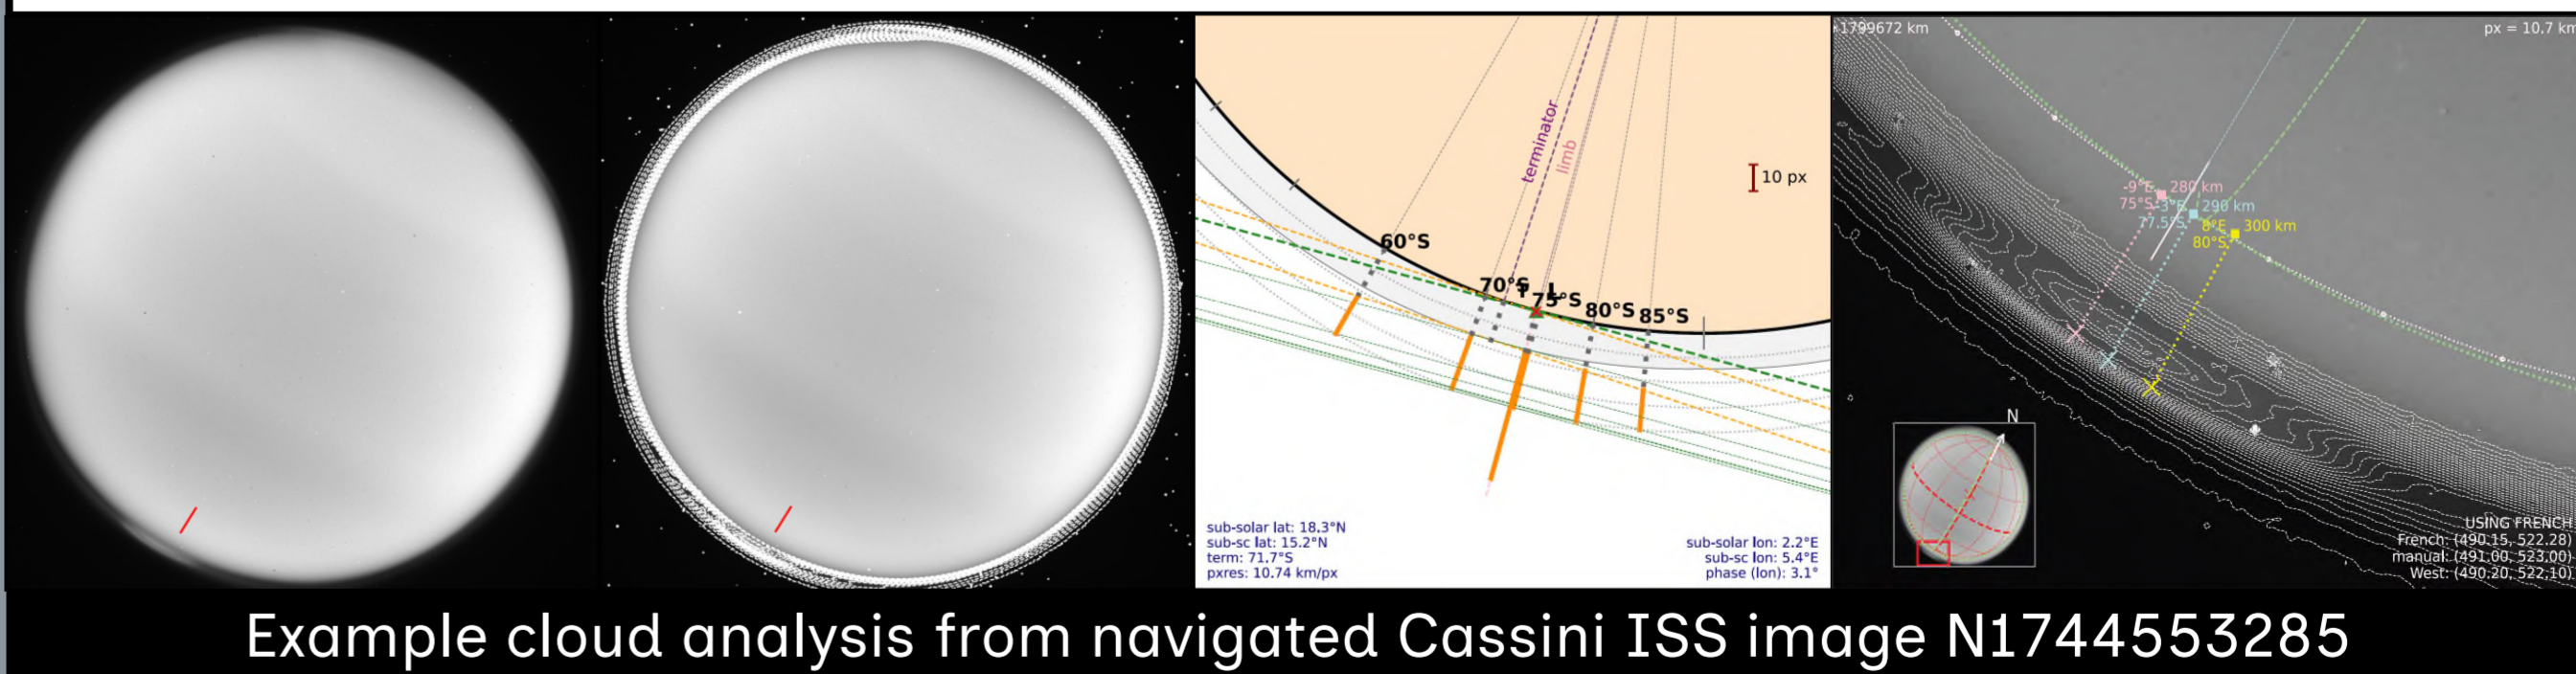 terminator
limb
10 px
60°S
70°S
T
L
75°S
80°S
85°S
sub-solar lat: 18.3°N
sub-sc lat: 15.2°N
term: 71.7°S
pxres: 10.74 km/px
sub-solar lon: 2.2°E
sub-sc lon: 5.4°E
phase (lon): 3.1°
1799672 km
px = 10.7 km
-9°E 280 km
75°S
-3°E 290 km
77.5°S
8°E 300 km
80°S
N
USING FRENCH
French: (490.15, 522.28)
manual: (491.00, 523.00)
West: (490.20, 522.10)
Example cloud analysis from navigated Cassini ISS image N1744553285